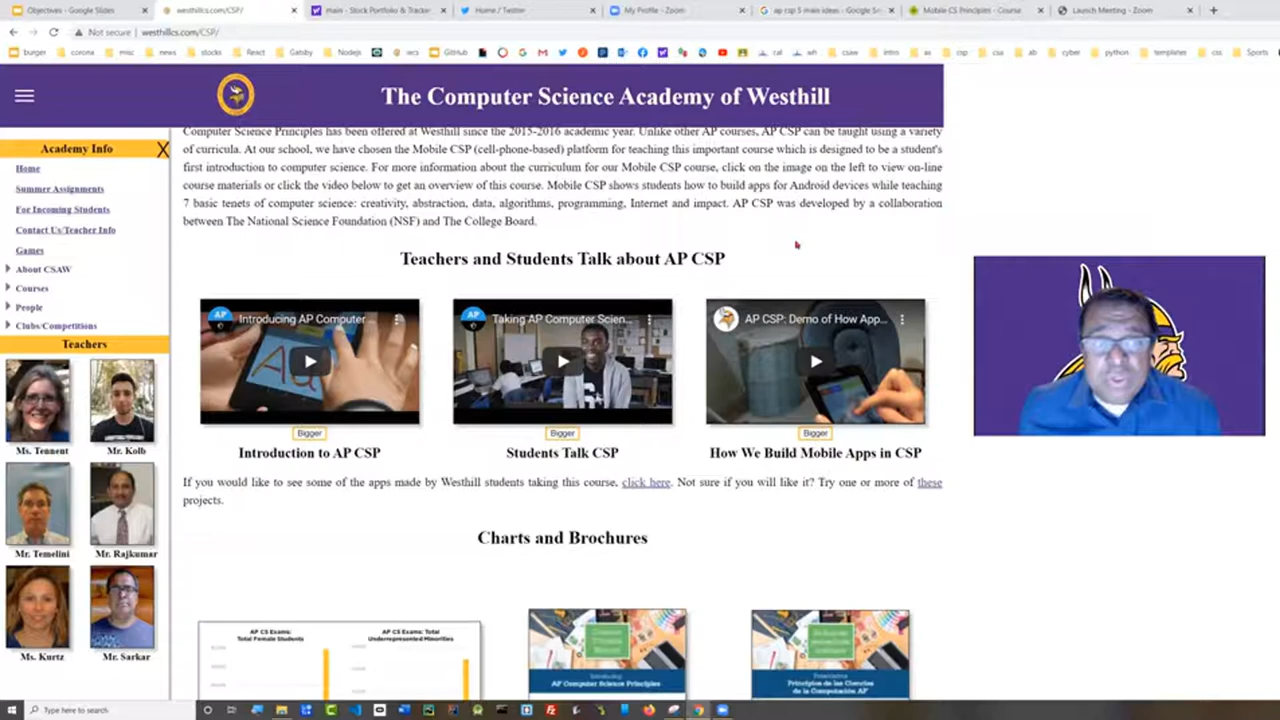 Objectives - Google Slides
westhillcs.com/CSP/
main - Stock Portfolio & Tracker
Home / Twitter
My Profile - Zoom
ap csp 5 main ideas - Google Se
Mobile CS Principles - Course
Launch Meeting - Zoom
Not secure | westhillcs.com/CSP/
burger corona misc news stocks React Gatsby Nodejs wcs GitHub cal wh csaw intro as csp csa ab cyber python templates css Sports
The Computer Science Academy of Westhill
Academy Info X
Home
Summer Assignments
For Incoming Students
Contact Us/Teacher Info
Games
About CSAW
Courses
People
Clubs/Competitions
Teachers
Ms. Tennent Mr. Kolb
Mr. Temelini Mr. Rajkumar
Ms. Kurtz Mr. Sarkar
Computer Science Principles has been offered at Westhill since the 2015-2016 academic year. Unlike other AP courses, AP CSP can be taught using a variety
of curricula. At our school, we have chosen the Mobile CSP (cell-phone-based) platform for teaching this important course which is designed to be a student's
first introduction to computer science. For more information about the curriculum for our Mobile CSP course, click on the image on the left to view on-line
course materials or click the video below to get an overview of this course. Mobile CSP shows students how to build apps for Android devices while teaching
7 basic tenets of computer science: creativity, abstraction, data, algorithms, programming, Internet and impact. AP CSP was developed by a collaboration
between The National Science Foundation (NSF) and The College Board.
Teachers and Students Talk about AP CSP
AP Introducing AP Computer ...
AP Taking AP Computer Scien...
AP CSP: Demo of How App...
Bigger Bigger Bigger
Introduction to AP CSP Students Talk CSP How We Build Mobile Apps in CSP
If you would like to see some of the apps made by Westhill students taking this course, click here. Not sure if you will like it? Try one or more of these
projects.
Charts and Brochures
AP CS Exams:
Total Female Students
AP CS Exams: Total
Underrepresented Minorities
Introducing
AP Computer Science Principles
Principios de las Ciencias
de la Computación AP
Type here to search